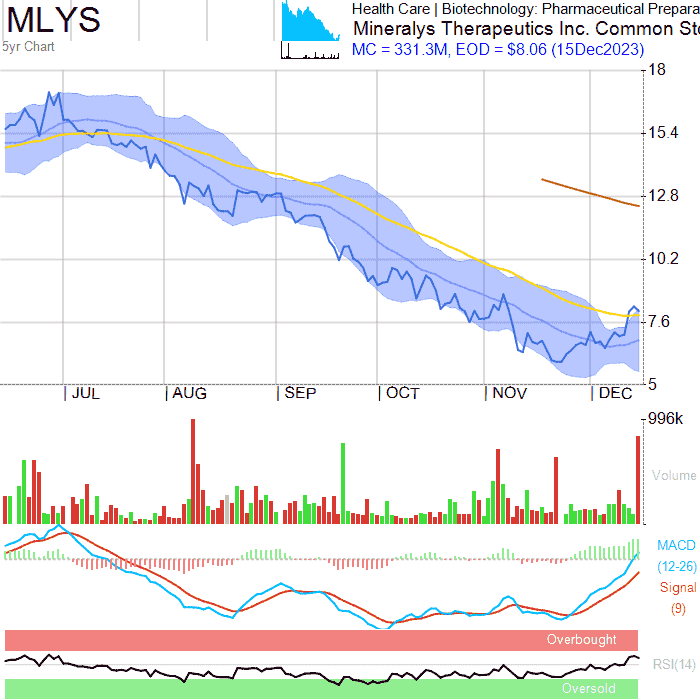 MLYS
Health Care | Biotechnology: Pharmaceutical Prepara
Mineralys Therapeutics Inc. Common Sto
5yr Chart
MC = 331.3M, EOD = $8.06 (15Dec2023)
18
15.4
12.8
10.2
7.6
5
JUL AUG SEP OCT NOV DEC
996k
Volume
MACD
(12-26)
Signal
(9)
Overbought
RSI(14)
Oversold